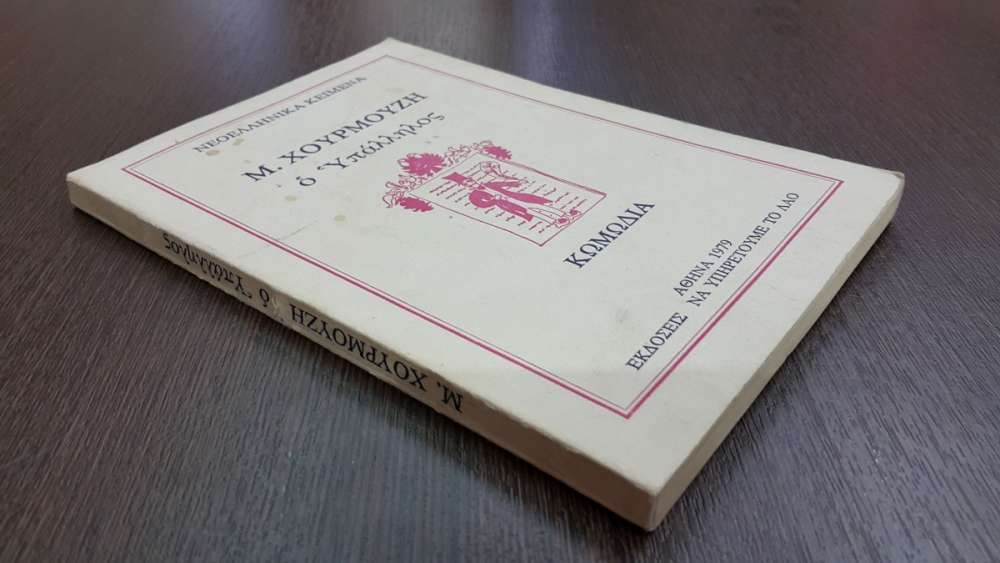 ΝΕΟΕΛΛΗΝΙΚΑ ΚΕΙΜΕΝΑ
Μ. ΧΟΥΡΜΟΥΖΗ
ὁ Ὑπάλληλος
ΚΩΜΩΔΙΑ
ΑΘΗΝΑ 1979
ΕΚΔΟΣΕΙΣ ΝΑ ΥΠΗΡΕΤΟΥΜΕ ΤΟ ΛΑΟ
Μ. ΧΟΥΡΜΟΥΖΗ ὁ Ὑπάλληλος